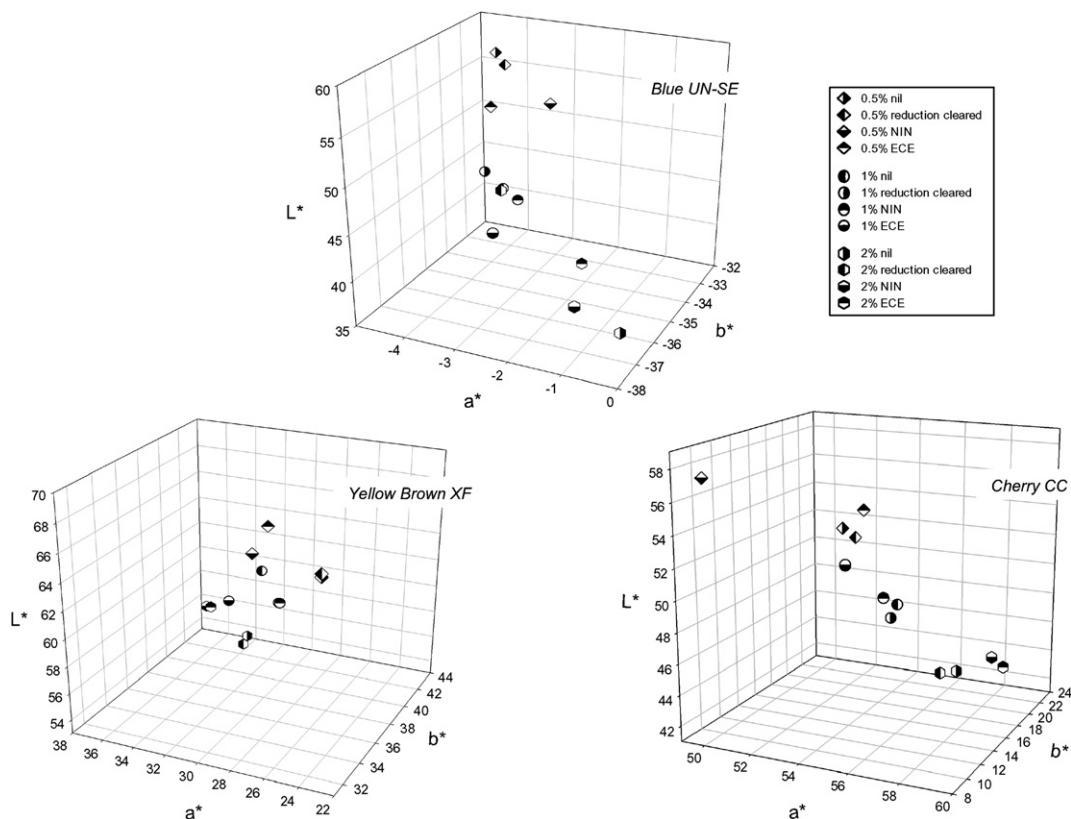 Blue UN-SE
60
55
50
45
40
35
L*
-4
-3
-2
-1
0
a*
-32
-33
-34
-35
-36
-37
-38
b*
0.5% nil
0.5% reduction cleared
0.5% NIN
0.5% ECE
1% nil
1% reduction cleared
1% NIN
1% ECE
2% nil
2% reduction cleared
2% NIN
2% ECE
Yellow Brown XF
70
68
66
64
62
60
58
56
54
L*
38
36
34
32
30
28
26
24
22
a*
44
42
40
38
36
34
32
b*
Cherry CC
58
56
54
52
50
48
46
44
42
L*
50
52
54
56
58
60
a*
24
22
20
18
16
14
12
10
8
b*